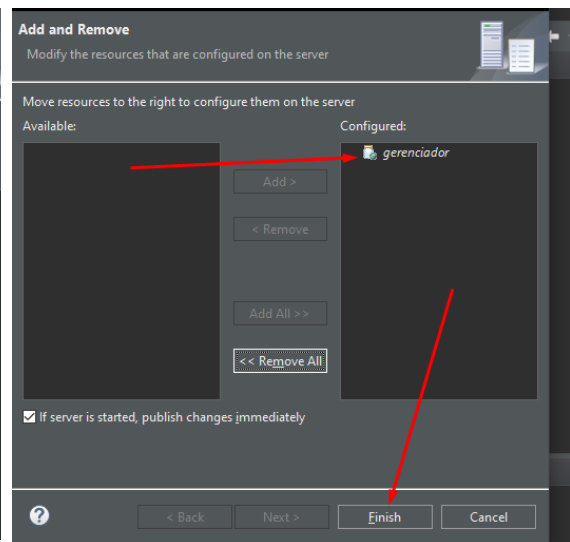 Add and Remove
Modify the resources that are configured on the server
Move resources to the right to configure them on the server
Available:
Configured:
gerenciador
Add >
< Remove
Add All >>
<< Remove All
If server is started, publish changes immediately
?
< Back
Next >
Finish
Cancel